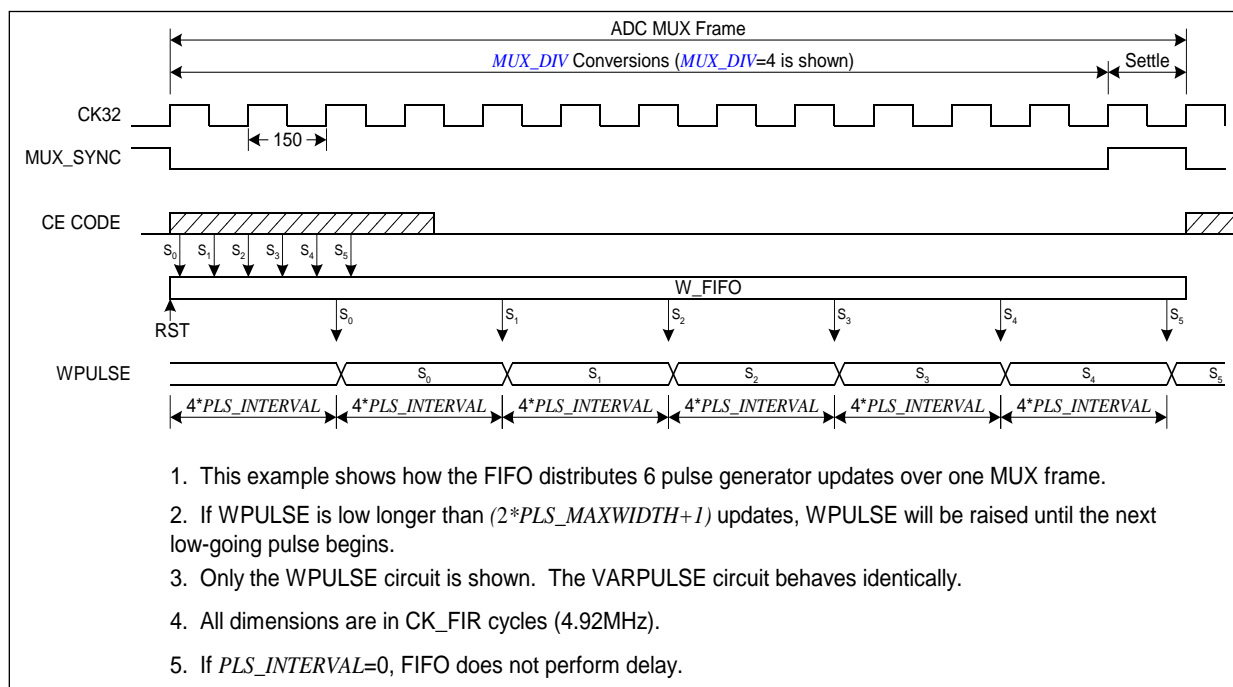 ADC MUX Frame
MUX_DIV Conversions (MUX_DIV=4 is shown)
Settle
CK32
150
MUX_SYNC
CE CODE
S0 S1 S2 S3 S4 S5
W_FIFO
RST
S0 S1 S2 S3 S4 S5
WPULSE
S0 S1 S2 S3 S4 S5
4*PLS_INTERVAL 4*PLS_INTERVAL 4*PLS_INTERVAL 4*PLS_INTERVAL 4*PLS_INTERVAL 4*PLS_INTERVAL
1. This example shows how the FIFO distributes 6 pulse generator updates over one MUX frame.
2. If WPULSE is low longer than (2*PLS_MAXWIDTH+1) updates, WPULSE will be raised until the next
low-going pulse begins.
3. Only the WPULSE circuit is shown. The VARPULSE circuit behaves identically.
4. All dimensions are in CK_FIR cycles (4.92MHz).
5. If PLS_INTERVAL=0, FIFO does not perform delay.